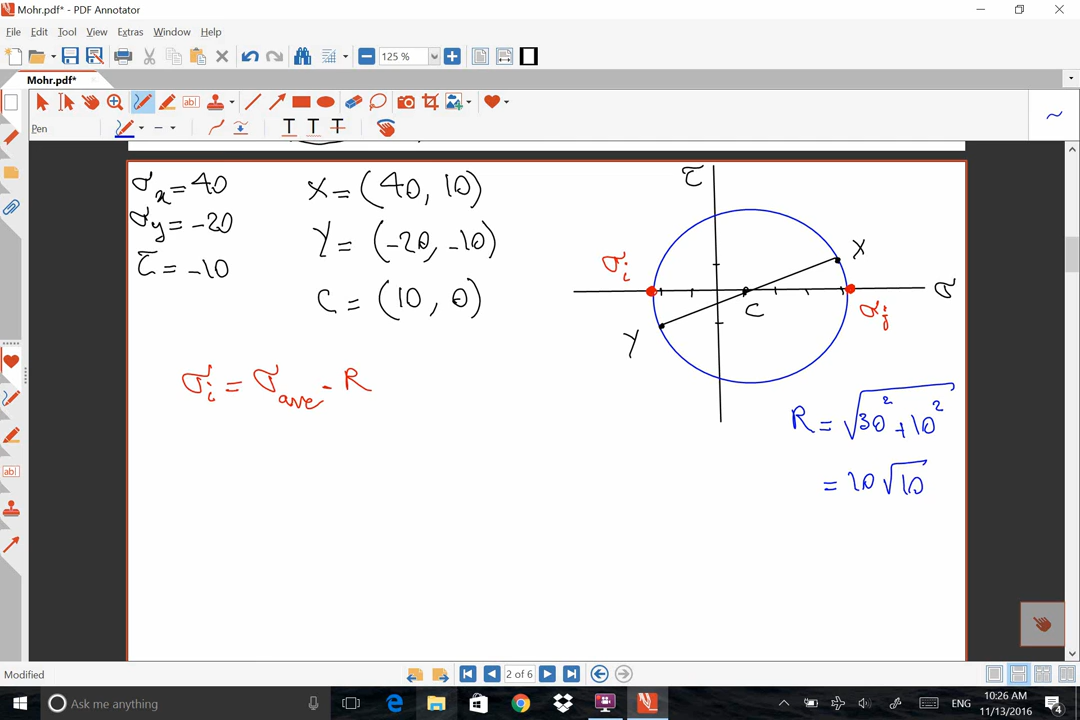 Mohr.pdf* - PDF Annotator
File Edit Tool View Extras Window Help
125 %
Mohr.pdf*
Pen
σx = 40
σy = -20
τ = -10
X = (40, 10)
Y = (-20, -10)
C = (10, 0)
τ
σi
X
σ
C
σj
Y
σi = σave - R
R = √30² + 10²
= 10 √10
Modified
2 of 6
Ask me anything
ENG
10:26 AM
11/13/2016
4